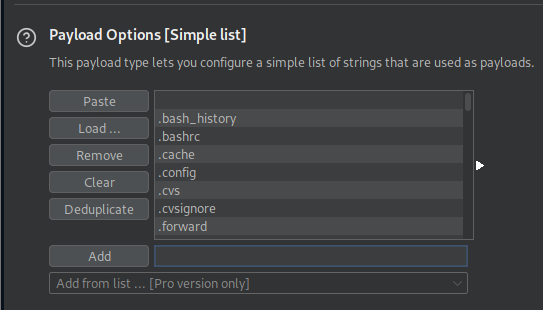 Payload Options [Simple list]
This payload type lets you configure a simple list of strings that are used as payloads.
Paste
Load ...
Remove
Clear
Deduplicate
.bash_history
.bashrc
.cache
.config
.cvs
.cvsignore
.forward
Add
Add from list ... [Pro version only]